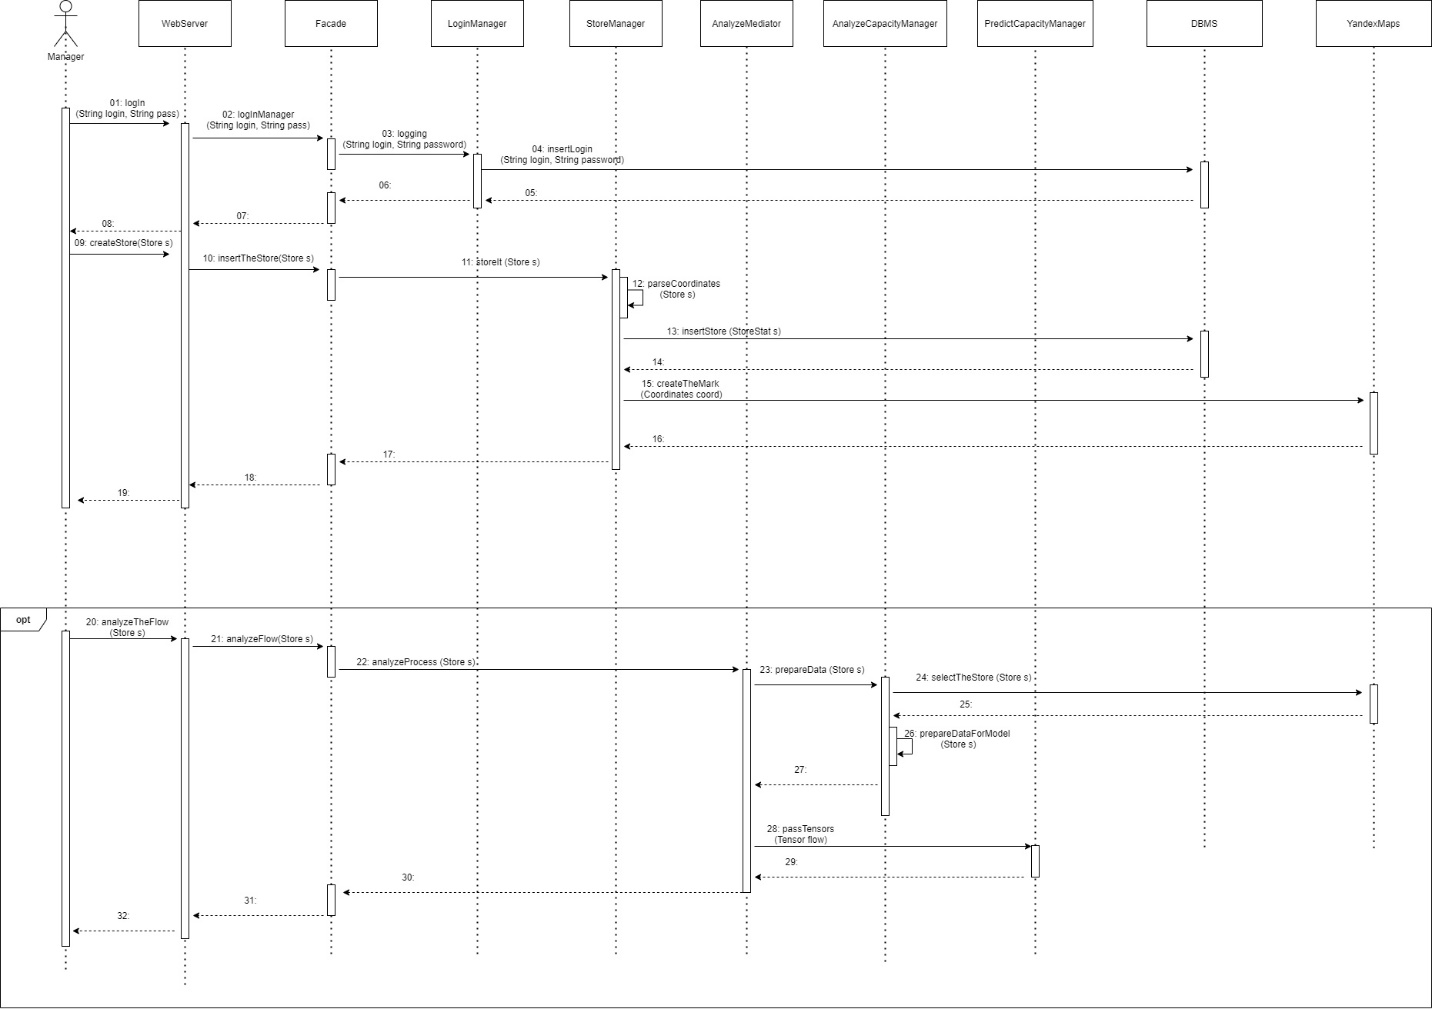 WebServer
Facade
LoginManager
StoreManager
AnalyzeMediator
AnalyzeCapacityManager
PredictCapacityManager
DBMS
YandexMaps
Manager
01: logIn
(String login, String pass)
02: logInManager
(String login, String pass)
03: logging
(String login, String password)
04: insertLogin
(String login, String password)
05:
06:
07:
08:
09: createStore(Store s)
10: insertTheStore(Store s)
11: storeIt (Store s)
12: parseCoordinates
(Store s)
13: insertStore (StoreStat s)
14:
15: createTheMark
(Coordinates coord)
16:
17:
18:
19:
opt
20: analyzeTheFlow
(Store s)
21: analyzeFlow(Store s)
22: analyzeProcess (Store s)
23: prepareData (Store s)
24: selectTheStore (Store s)
25:
26: prepareDataForModel
(Store s)
27:
28: passTensors
(Tensor flow)
29:
30:
31:
32: